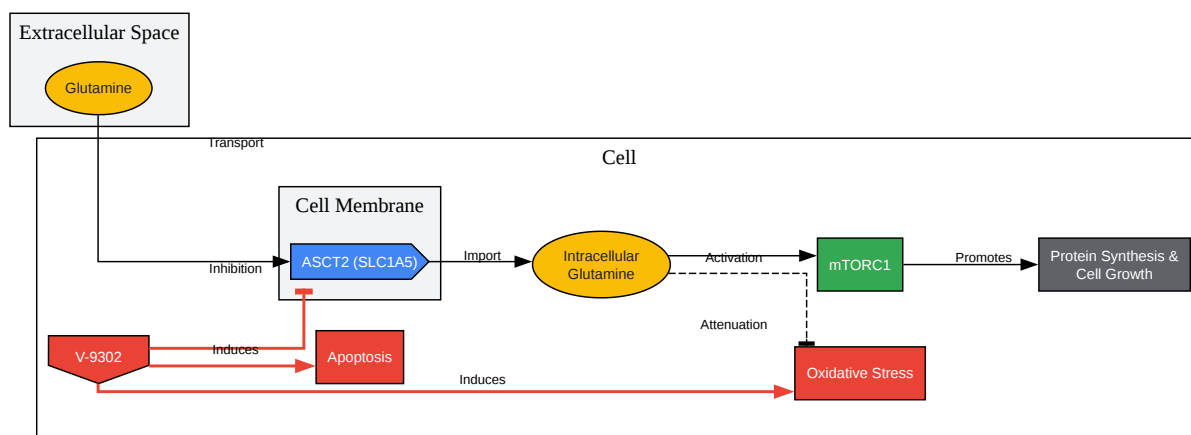 Extracellular Space
Glutamine
Transport
Cell
Cell Membrane
ASCT2 (SLC1A5)
Inhibition
Import
Intracellular
Glutamine
Activation
mTORC1
Promotes
Protein Synthesis &
Cell Growth
Attenuation
V-9302
Induces
Apoptosis
Induces
Oxidative Stress